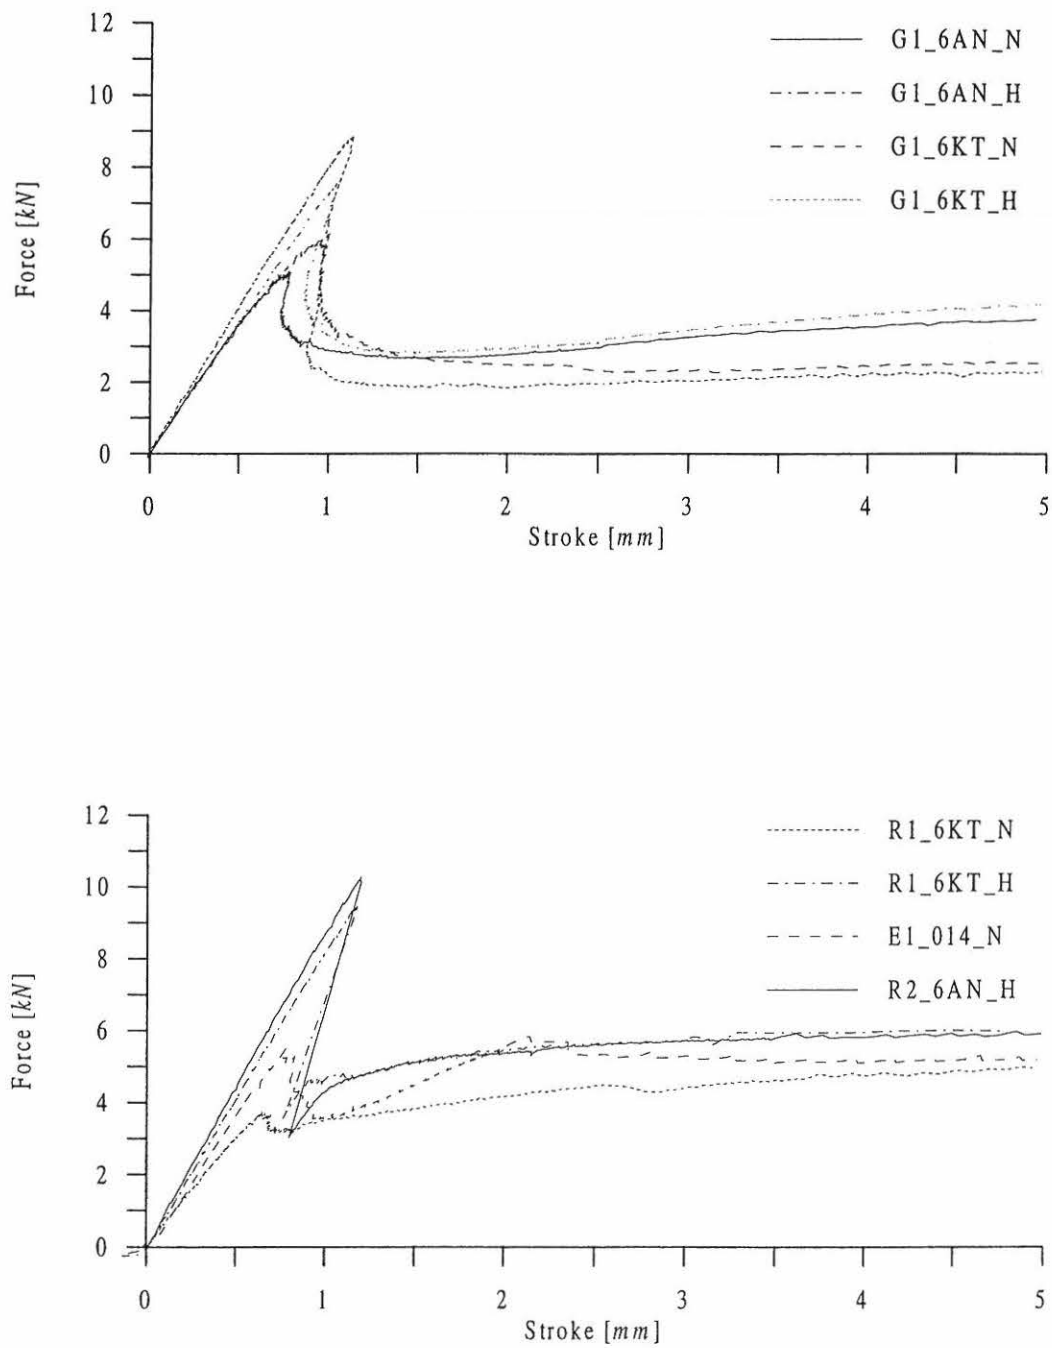 12
10
8
6
4
2
0
Force [kN]
G1_6AN_N
G1_6AN_H
G1_6KT_N
G1_6KT_H
0 1 2 3 4 5
Stroke [mm]
12
10
8
6
4
2
0
Force [kN]
R1_6KT_N
R1_6KT_H
E1_014_N
R2_6AN_H
0 1 2 3 4 5
Stroke [mm]